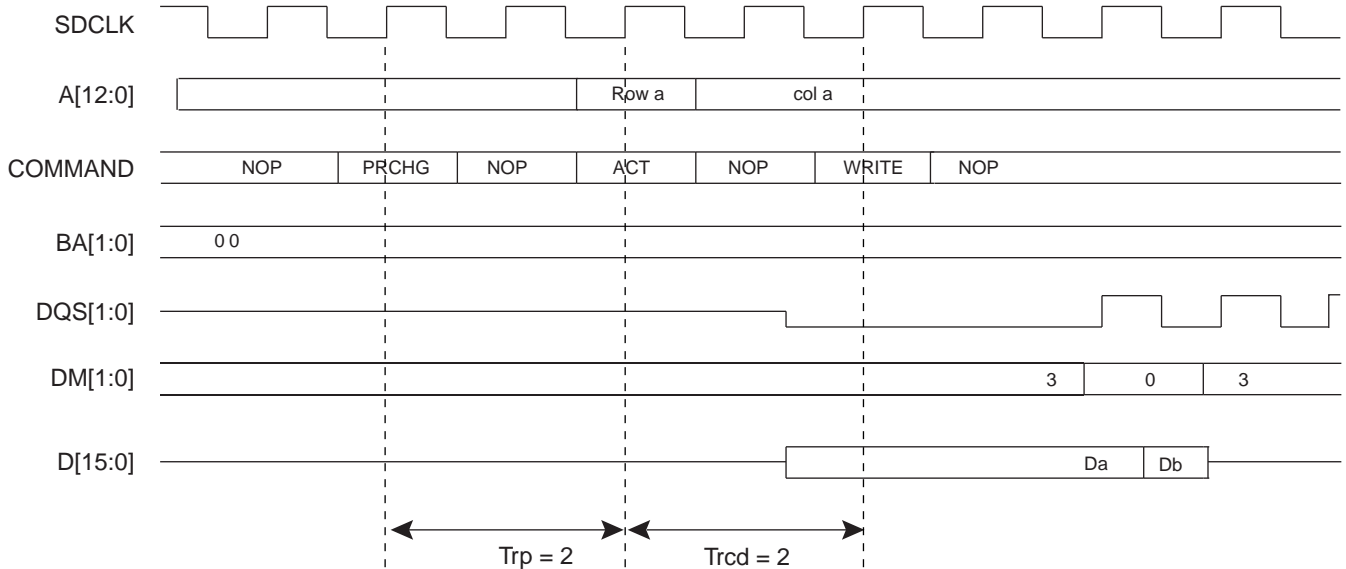 SDCLK
A[12:0] Row a col a
COMMAND NOP PRCHG NOP ACT NOP WRITE NOP
BA[1:0] 0 0
DQS[1:0]
DM[1:0] 3 0 3
D[15:0] Da Db
Trp = 2 Trcd = 2